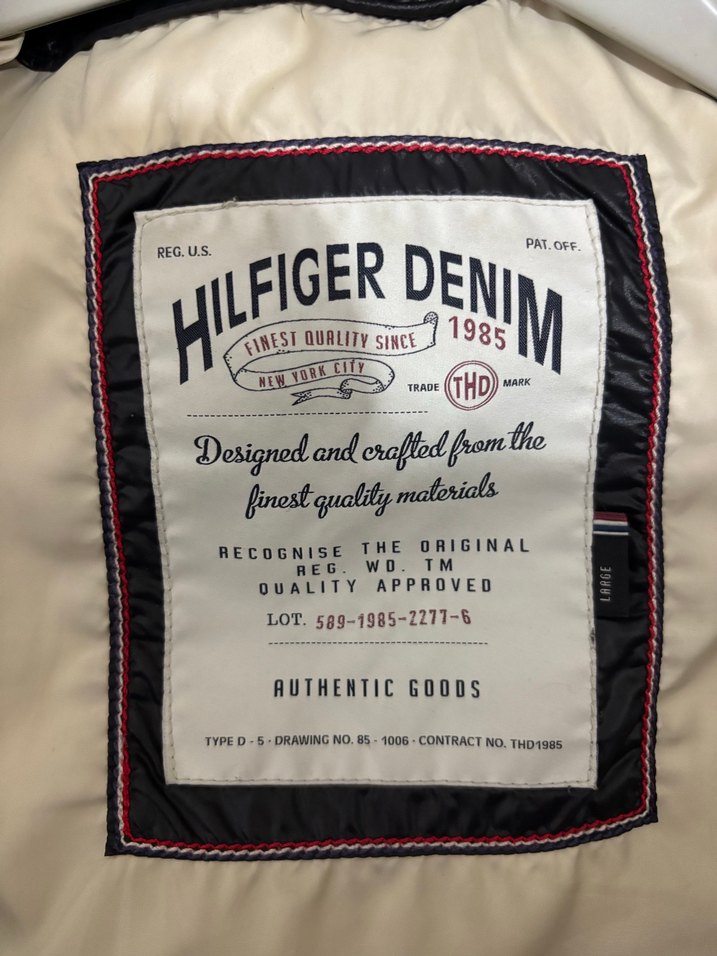 REG. U.S.
PAT. OFF.
HILFIGER DENIM
FINEST QUALITY SINCE
1985
NEW YORK CITY
TRADE THD MARK
Designed and crafted from the
finest quality materials
RECOGNISE THE ORIGINAL
REG. WD. TM
QUALITY APPROVED
LOT. 589-1985-2277-6
AUTHENTIC GOODS
TYPE D - 5 · DRAWING NO. 85 - 1006 · CONTRACT NO. THD1985
LARGE